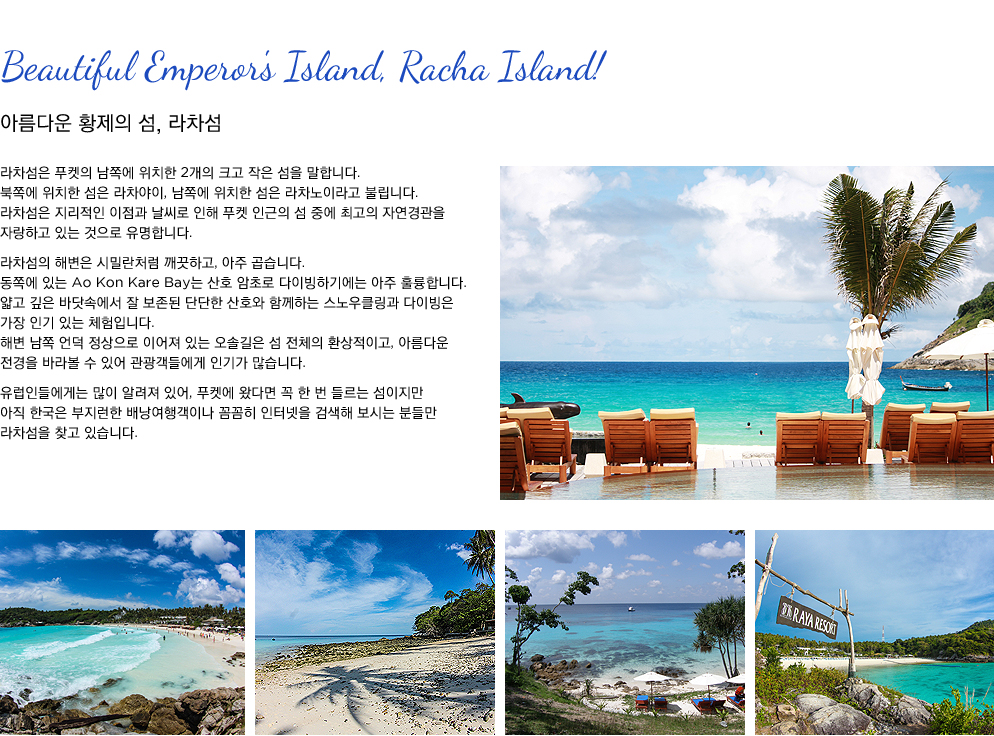 Beautiful Emperor's Island, Racha Island!
아름다운 황제의 섬, 라차섬
라차섬은 푸켓의 남쪽에 위치한 2개의 크고 작은 섬을 말합니다.
북쪽에 위치한 섬은 라차야이, 남쪽에 위치한 섬은 라차노이라고 불립니다.
라차섬은 지리적인 이점과 날씨로 인해 푸켓 인근의 섬 중에 최고의 자연경관을
자랑하고 있는 것으로 유명합니다.
라차섬의 해변은 시밀란처럼 깨끗하고, 아주 곱습니다.
동쪽에 있는 Ao Kon Kare Bay는 산호 암초로 다이빙하기에는 아주 훌륭합니다.
얇고 깊은 바닷속에서 잘 보존된 단단한 산호와 함께하는 스노우클링과 다이빙은
가장 인기 있는 체험입니다.
해변 남쪽 언덕 정상으로 이어져 있는 오솔길은 섬 전체의 환상적이고, 아름다운
전경을 바라볼 수 있어 관광객들에게 인기가 많습니다.
유럽인들에게는 많이 알려져 있어, 푸켓에 왔다면 꼭 한 번 들르는 섬이지만
아직 한국은 부지런한 배낭여행객이나 꼼꼼히 인터넷을 검색해 보시는 분들만
라차섬을 찾고 있습니다.
RAYA RESORT